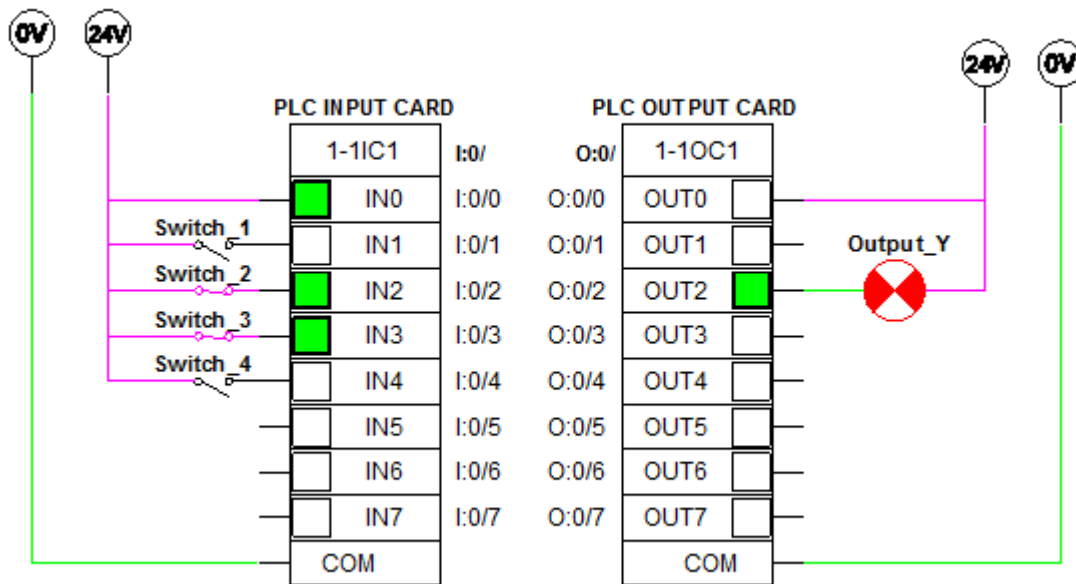 0V 24V 24V 0V
PLC INPUT CARD PLC OUTPUT CARD
1-1IC1 I:0/ O:0/ 1-1OC1
IN0 I:0/0 O:0/0 OUT0
Switch_1 IN1 I:0/1 O:0/1 OUT1 Output_Y
Switch_2 IN2 I:0/2 O:0/2 OUT2
Switch_3 IN3 I:0/3 O:0/3 OUT3
Switch_4 IN4 I:0/4 O:0/4 OUT4
IN5 I:0/5 O:0/5 OUT5
IN6 I:0/6 O:0/6 OUT6
IN7 I:0/7 O:0/7 OUT7
COM COM